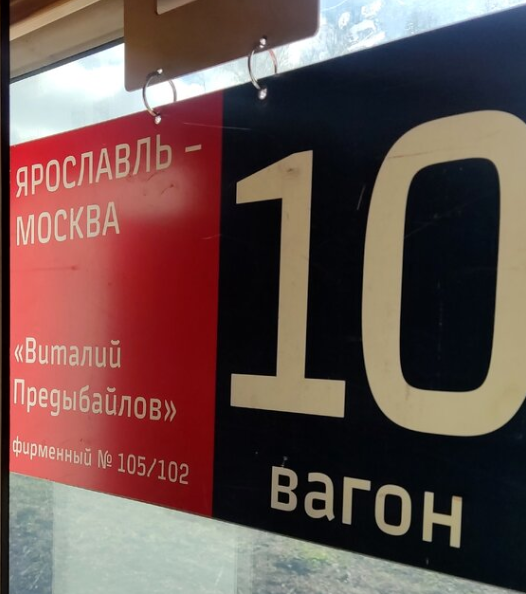 ЯРОСЛАВЛЬ –
МОСКВА
«Виталий
Предыбайлов»
фирменный № 105/102
10
вагон